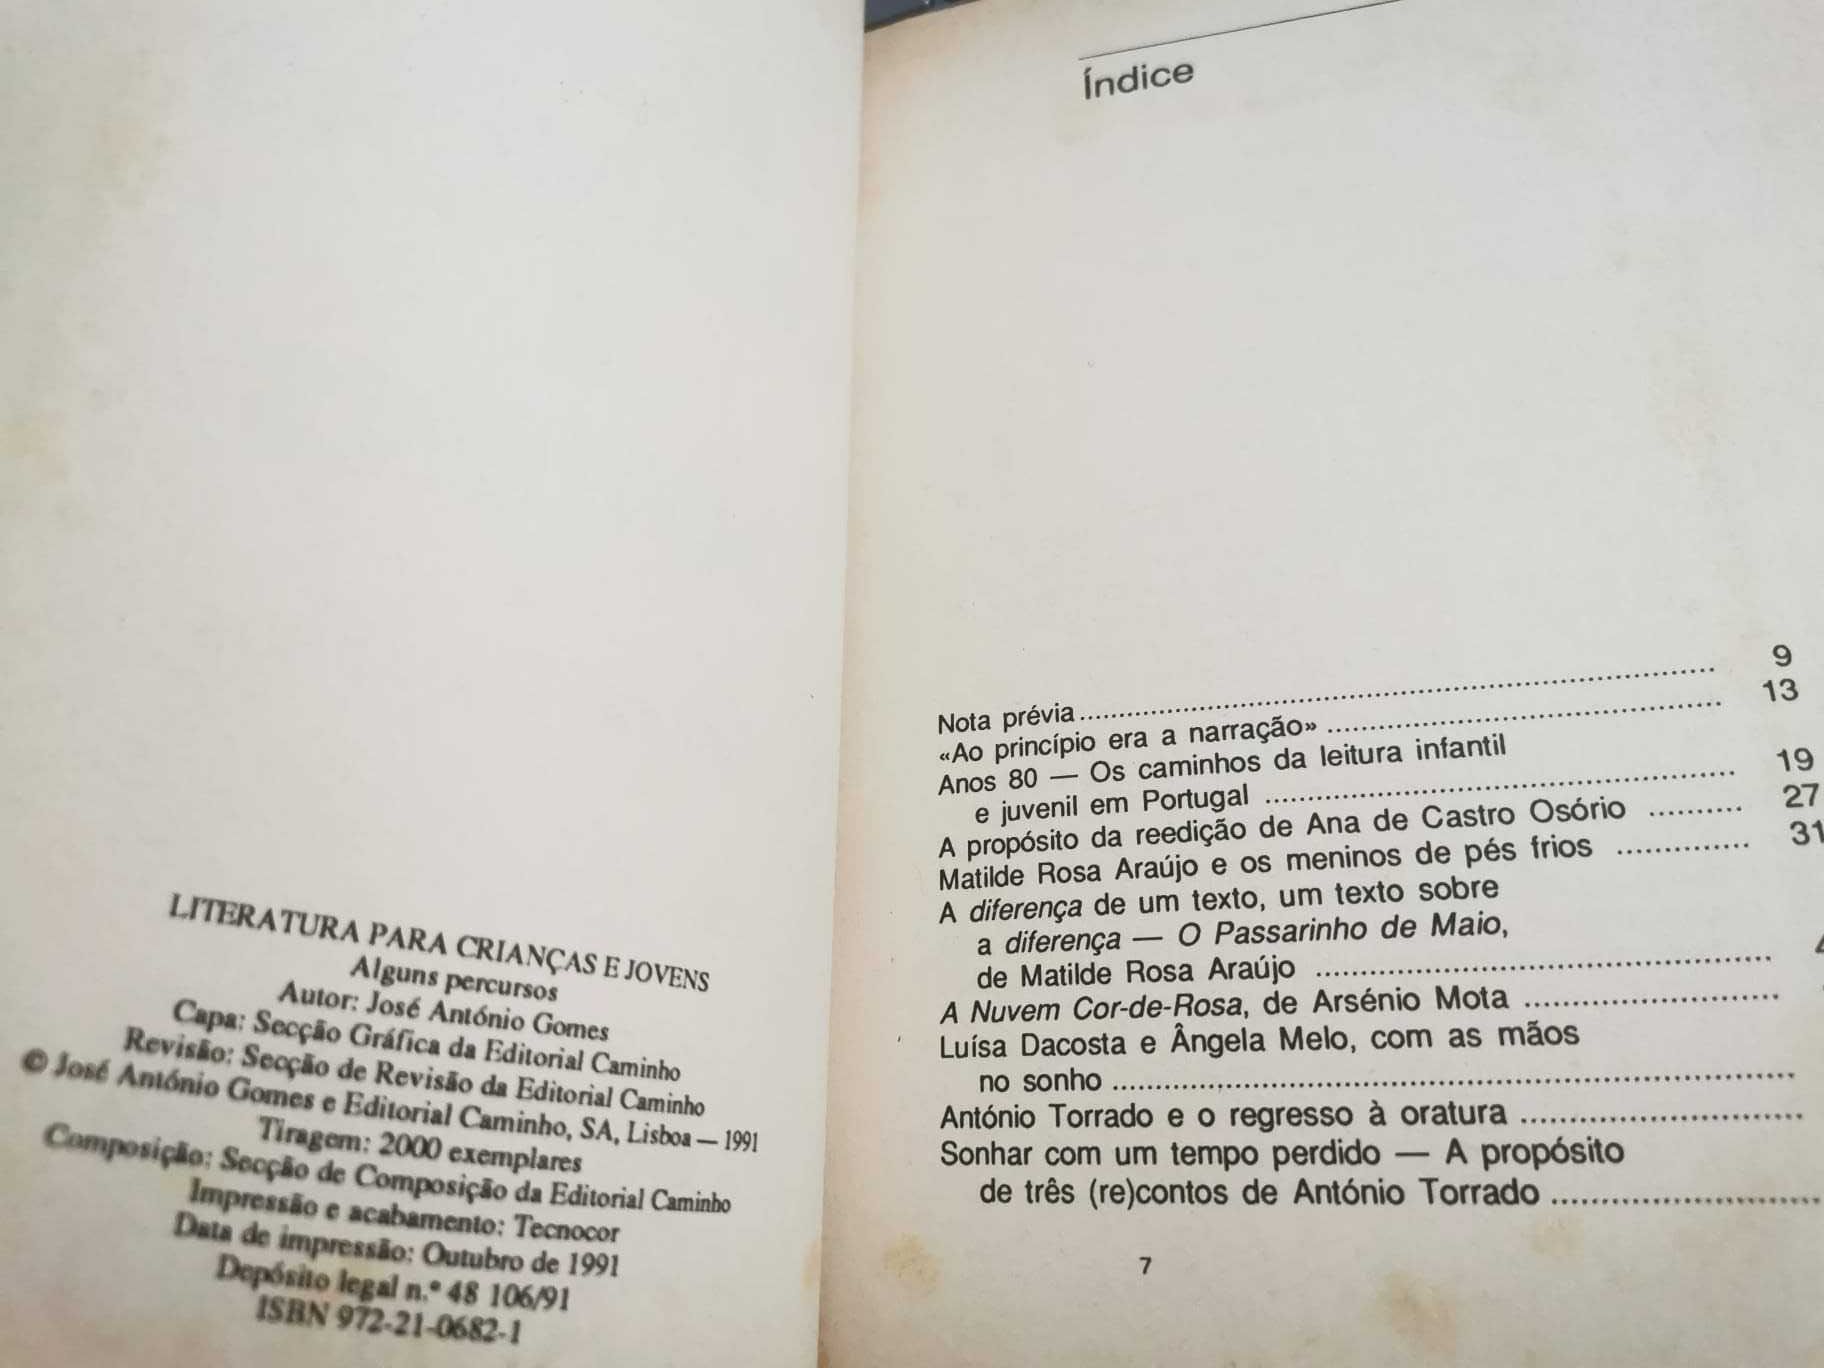 LITERATURA PARA CRIANÇAS E JOVENS
Alguns percursos
Autor: José António Gomes
Capa: Secção Gráfica da Editorial Caminho
Revisão: Secção de Revisão da Editorial Caminho
© José António Gomes e Editorial Caminho, SA, Lisboa — 1991
Tiragem: 2000 exemplares
Composição: Secção de Composição da Editorial Caminho
Impressão e acabamento: Tecnocor
Data de impressão: Outubro de 1991
Depósito legal n.º 48 106/91
ISBN 972-21-0682-1
Índice
Nota prévia ........ 9
«Ao princípio era a narração» ........ 13
Anos 80 — Os caminhos da leitura infantil
e juvenil em Portugal ........ 19
A propósito da reedição de Ana de Castro Osório ........ 27
Matilde Rosa Araújo e os meninos de pés frios ........ 31
A diferença de um texto, um texto sobre
a diferença — O Passarinho de Maio,
de Matilde Rosa Araújo ........
A Nuvem Cor-de-Rosa, de Arsénio Mota ........
Luísa Dacosta e Ângela Melo, com as mãos
no sonho ........
António Torrado e o regresso à oratura ........
Sonhar com um tempo perdido — A propósito
de três (re)contos de António Torrado ........
7